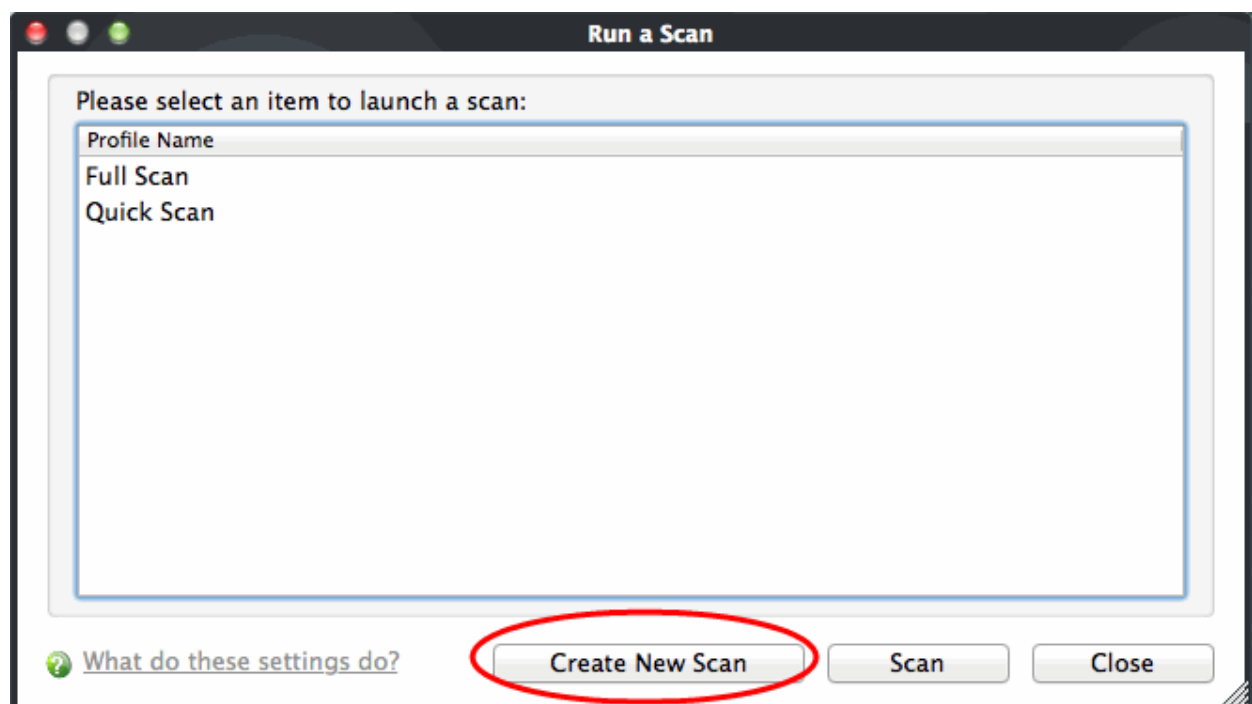 Run a Scan
Please select an item to launch a scan:
Profile Name
Full Scan
Quick Scan
What do these settings do?
Create New Scan
Scan
Close